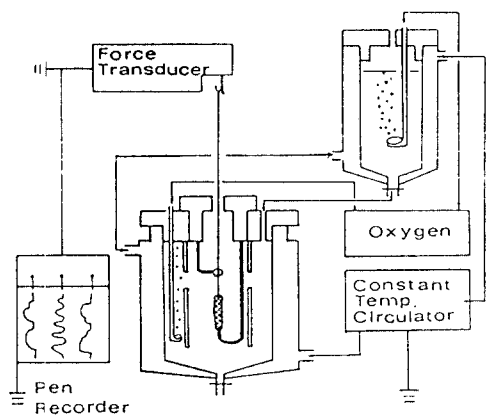 Force
Transducer
Oxygen
Constant
Temp.
CIrculator
Pen
Recorder